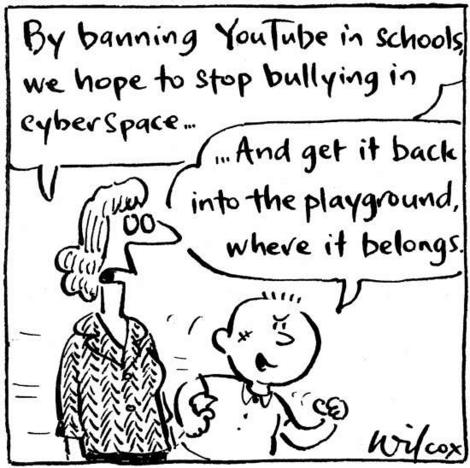 By banning YouTube in schools,
we hope to stop bullying in
cyberspace...
...And get it back
into the playground,
where it belongs.
Wilcox